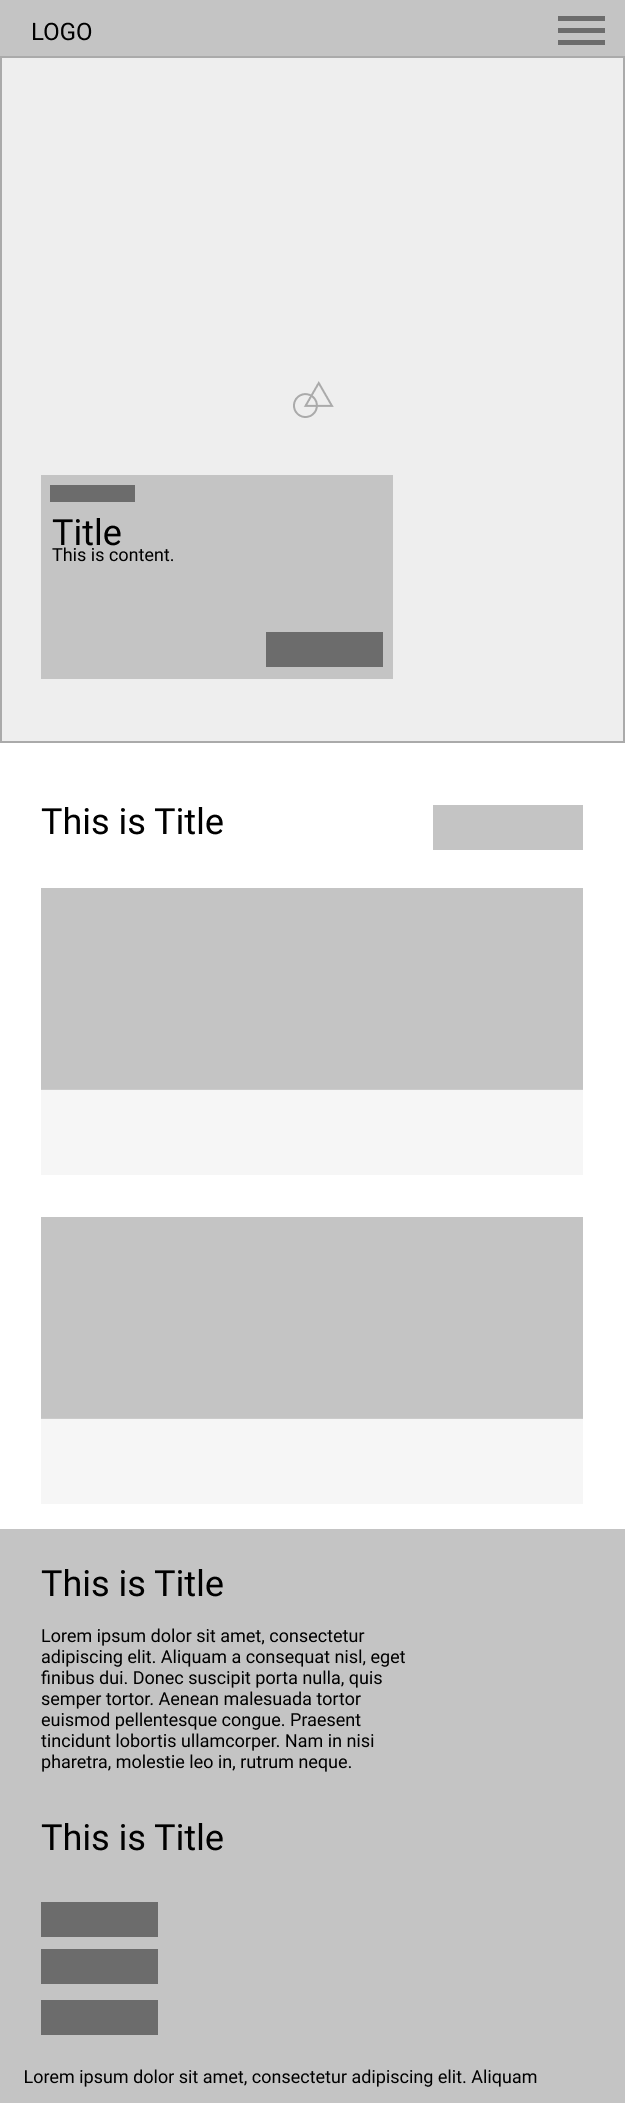 LOGO
Title
This is content.
This is Title
This is Title
Lorem ipsum dolor sit amet, consectetur
adipiscing elit. Aliquam a consequat nisl, eget
finibus dui. Donec suscipit porta nulla, quis
semper tortor. Aenean malesuada tortor
euismod pellentesque congue. Praesent
tincidunt lobortis ullamcorper. Nam in nisi
pharetra, molestie leo in, rutrum neque.
This is Title
Lorem ipsum dolor sit amet, consectetur adipiscing elit. Aliquam